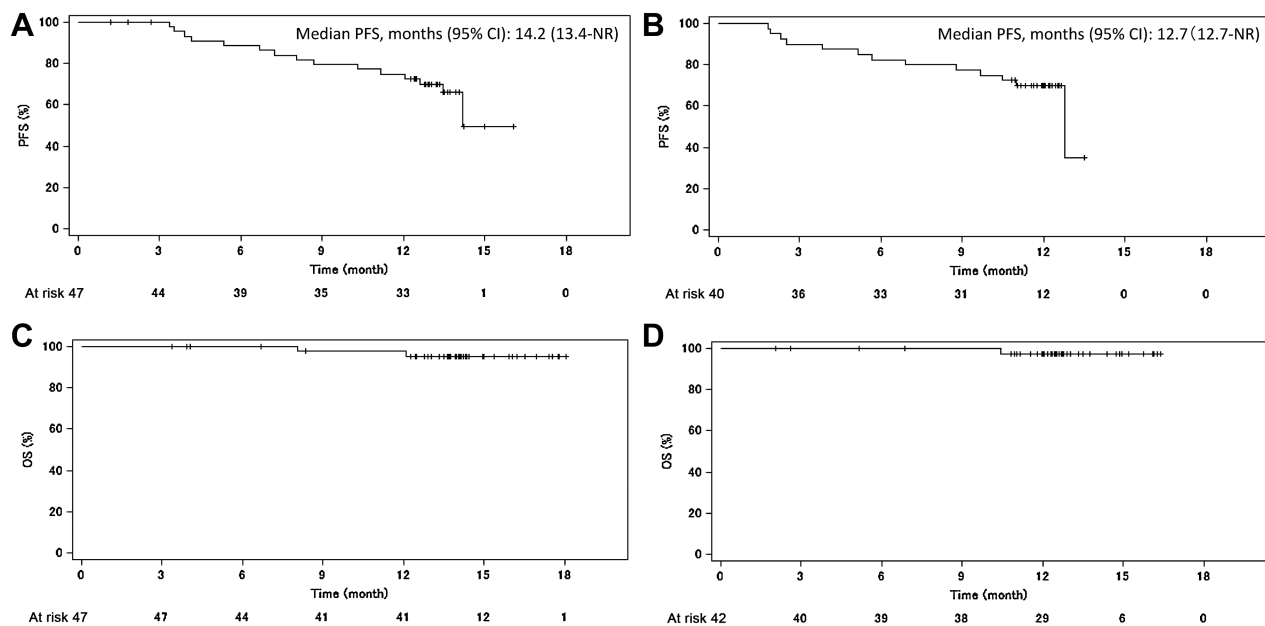 A
Median PFS, months (95% CI): 14.2 (13.4-NR)
PFS (%)
100
80
60
40
20
0
0 3 6 9 12 15 18
Time (month)
At risk 47 44 39 35 33 1 0
B
Median PFS, months (95% CI): 12.7(12.7-NR)
PFS (%)
100
80
60
40
20
0
0 3 6 9 12 15 18
Time (month)
At risk 40 36 33 31 12 0 0
C
OS (%)
100
80
60
40
20
0
0 3 6 9 12 15 18
Time (month)
At risk 47 47 44 41 41 12 1
D
OS (%)
100
80
60
40
20
0
0 3 6 9 12 15 18
Time (month)
At risk 42 40 39 38 29 6 0